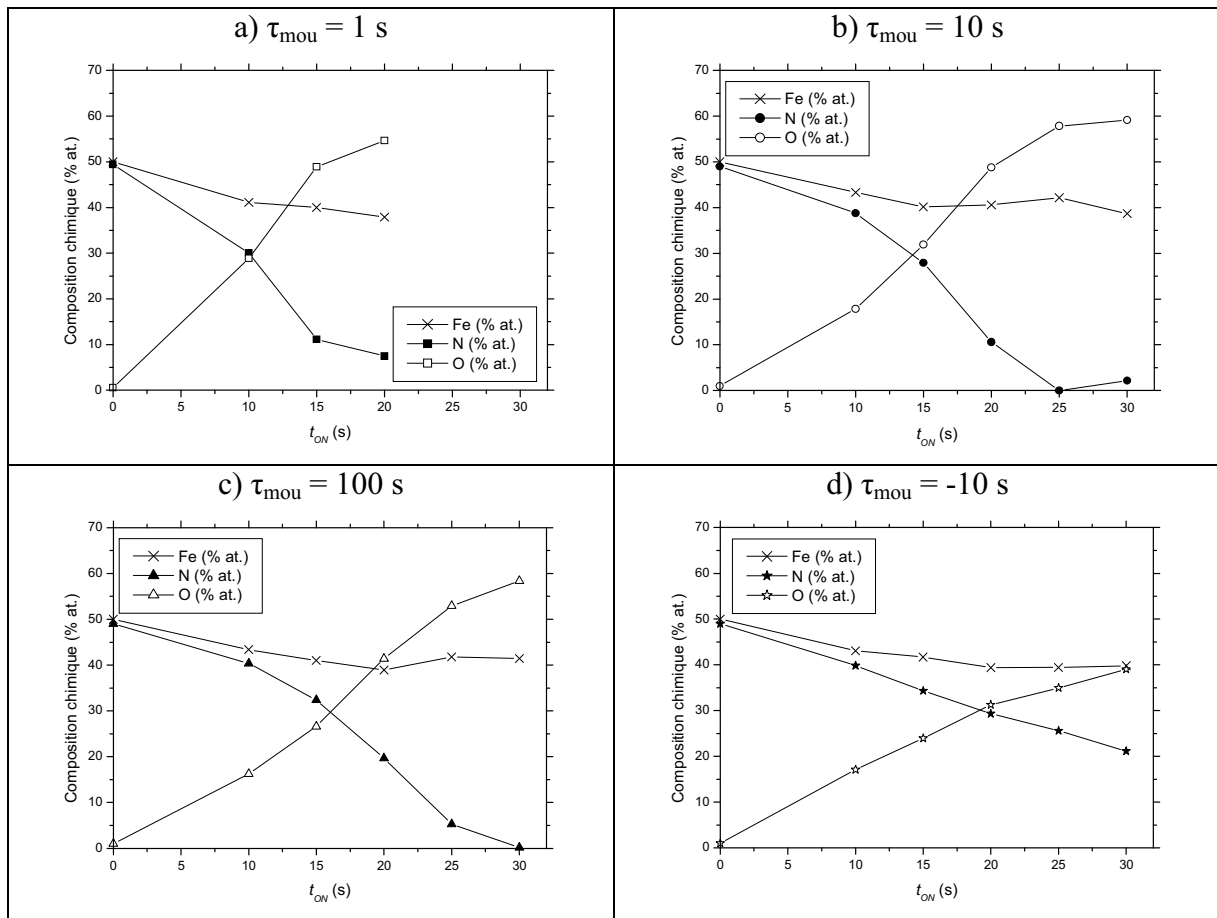 a) τmou = 1 s
70
60
50
40
30
20
10
0
Composition chimique (% at.)
Fe (% at.)
N (% at.)
O (% at.)
0 5 10 15 20 25 30
tON (s)
b) τmou = 10 s
70
60
50
40
30
20
10
0
Composition chimique (% at.)
Fe (% at.)
N (% at.)
O (% at.)
0 5 10 15 20 25 30
tON (s)
c) τmou = 100 s
70
60
50
40
30
20
10
0
Composition chimique (% at.)
Fe (% at.)
N (% at.)
O (% at.)
0 5 10 15 20 25 30
tON (s)
d) τmou = -10 s
70
60
50
40
30
20
10
0
Composition chimique (% at.)
Fe (% at.)
N (% at.)
O (% at.)
0 5 10 15 20 25 30
tON (s)